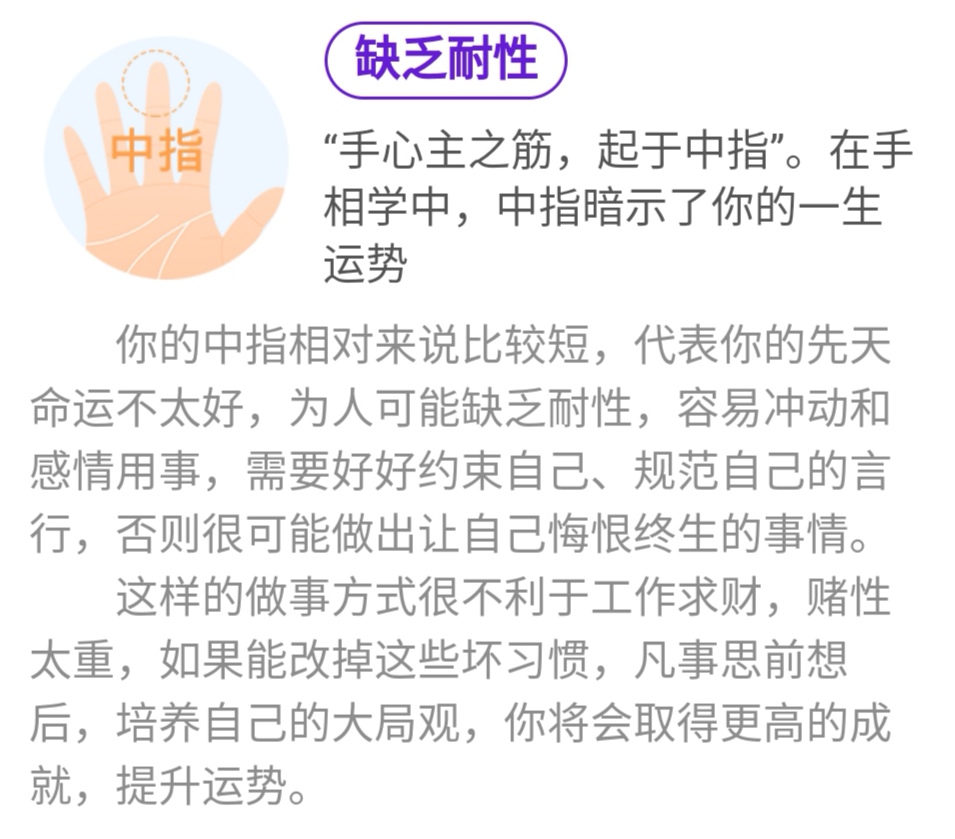 缺乏耐性
中指
“手心主之筋，起于中指”。在手
相学中，中指暗示了你的一生
运势
你的中指相对来说比较短，代表你的先天
命运不太好，为人可能缺乏耐性，容易冲动和
感情用事，需要好好约束自己、规范自己的言
行，否则很可能做出让自己悔恨终生的事情。
这样的做事方式很不利于工作求财，赌性
太重，如果能改掉这些坏习惯，凡事思前想
后，培养自己的大局观，你将会取得更高的成
就，提升运势。